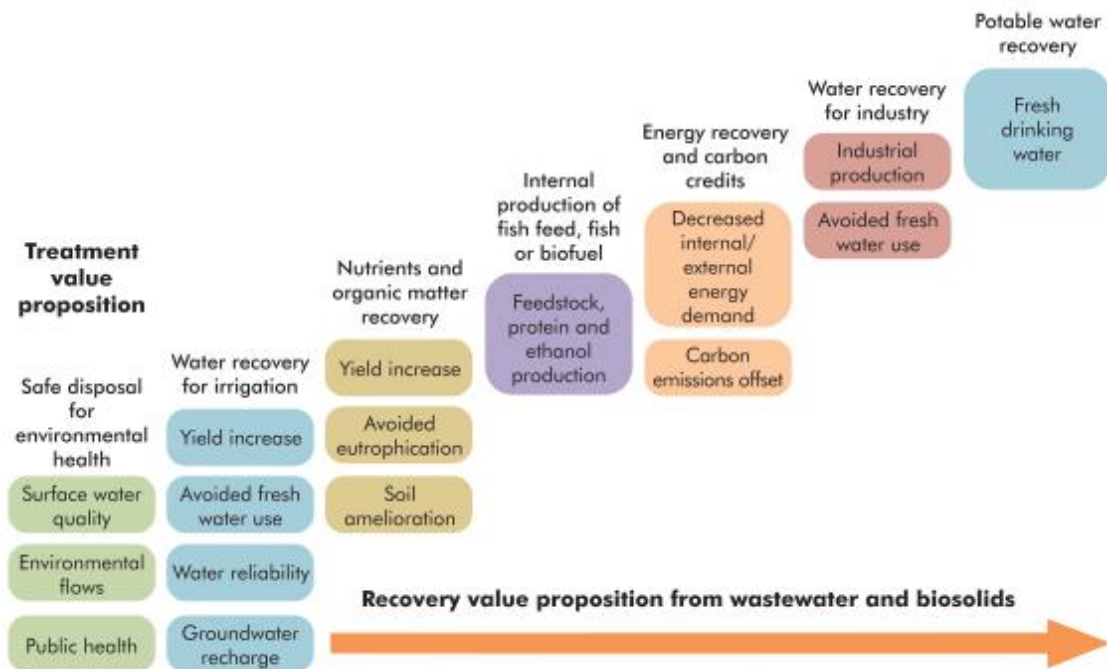 Treatment
value
proposition
Safe disposal
for
environmental
health
Surface water
quality
Environmental
flows
Public health
Water recovery
for irrigation
Yield increase
Avoided fresh
water use
Water reliability
Groundwater
recharge
Nutrients and
organic matter
recovery
Yield increase
Avoided
eutrophication
Soil
amelioration
Internal
production of
fish feed, fish
or biofuel
Feedstock,
protein and
ethanol
production
Energy recovery
and carbon
credits
Decreased
internal/
external
energy
demand
Carbon
emissions offset
Water recovery
for industry
Industrial
production
Avoided fresh
water use
Potable water
recovery
Fresh
drinking
water
Recovery value proposition from wastewater and biosolids